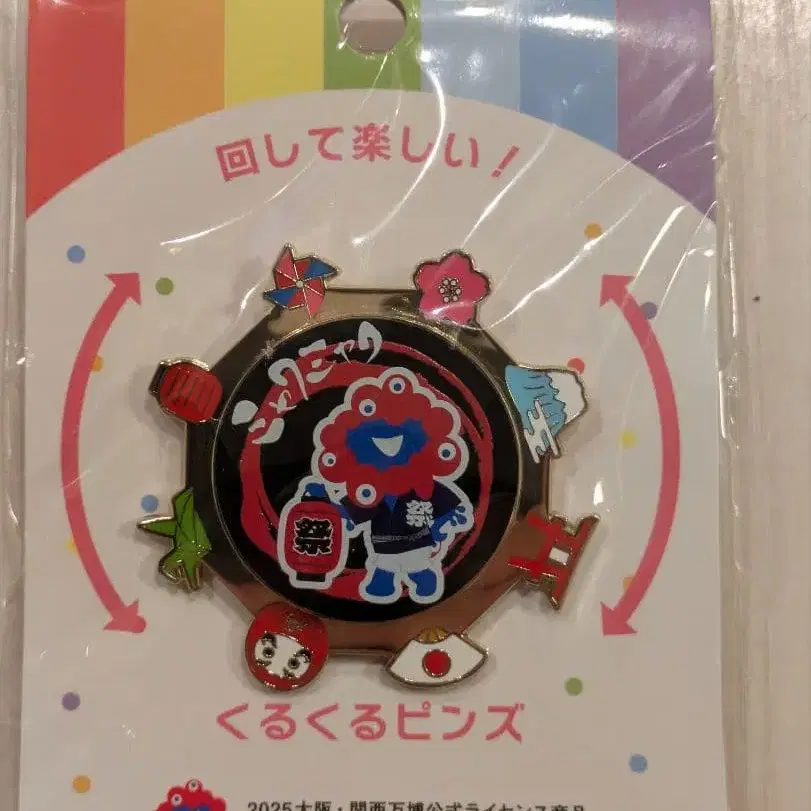 回して楽しい!
ミャクミャク
祭
祭
くるくるピンズ
2025大阪・関西万博公式ライセンス商品